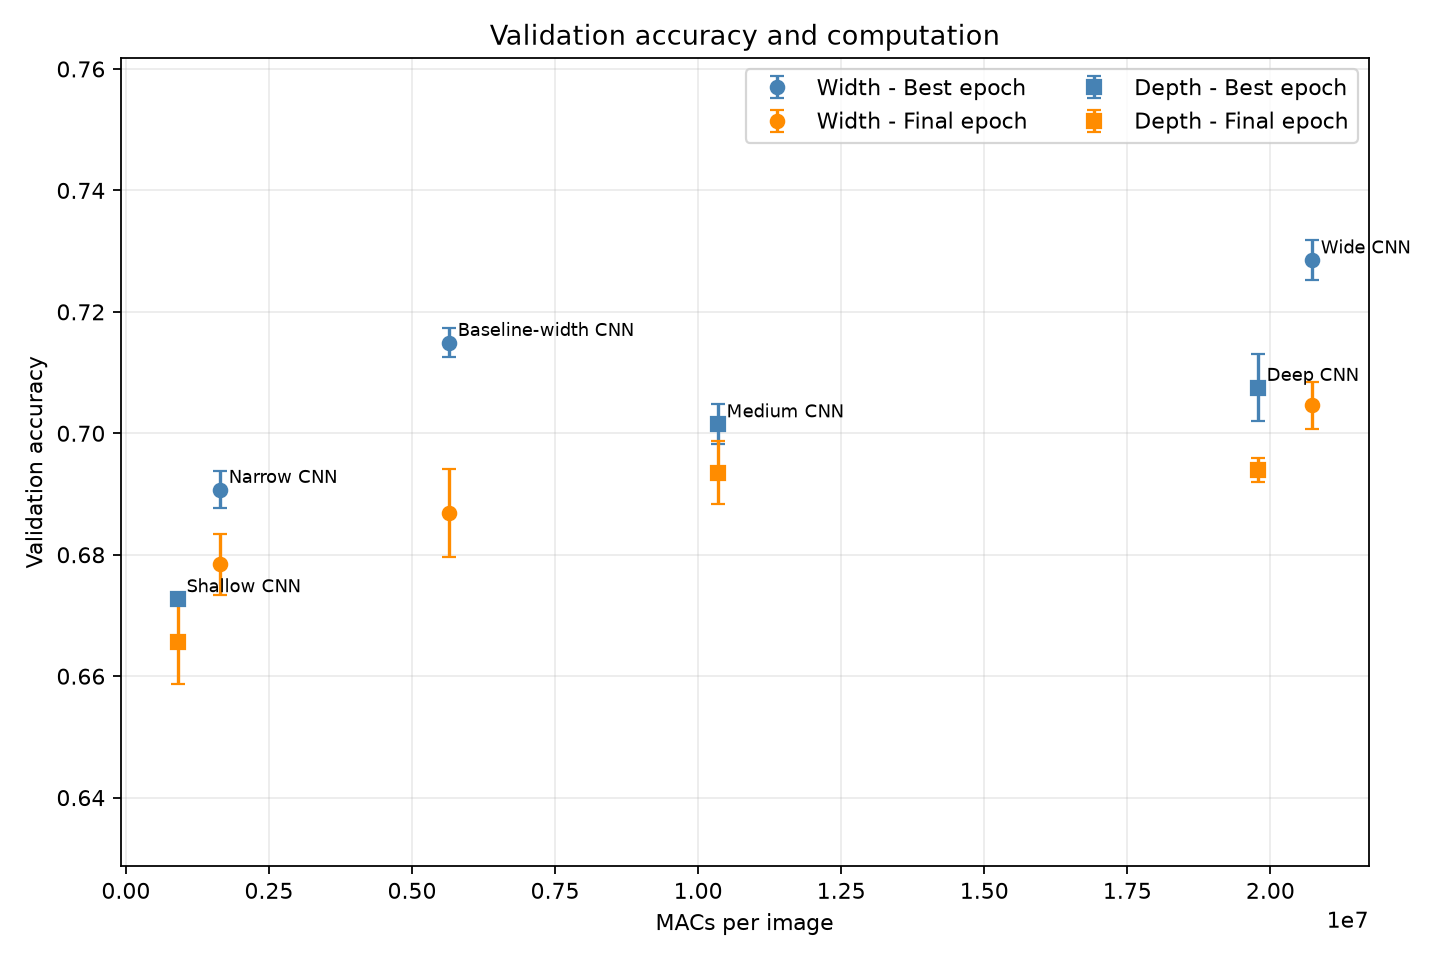 Validation accuracy and computation
Width - Best epoch
Width - Final epoch
Depth - Best epoch
Depth - Final epoch
Validation accuracy
0.76
0.74
0.72
0.70
0.68
0.66
0.64
Wide CNN
Baseline-width CNN
Deep CNN
Medium CNN
Narrow CNN
Shallow CNN
0.00 0.25 0.50 0.75 1.00 1.25 1.50 1.75 2.00
1e7
MACs per image